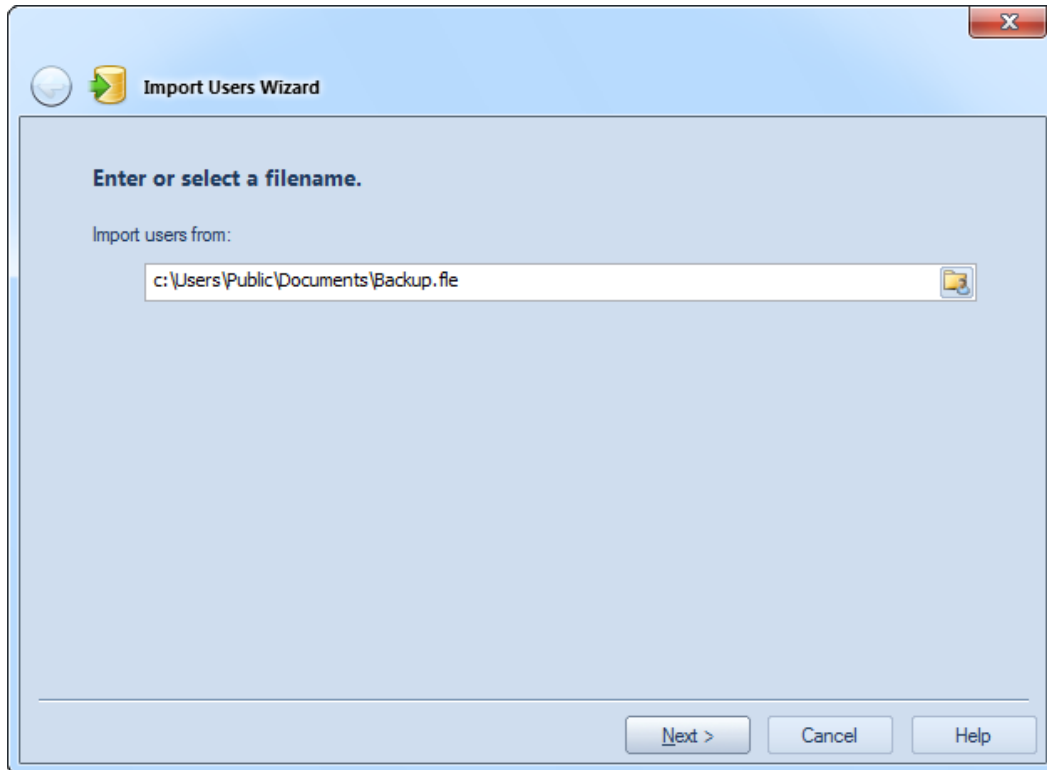 Import Users Wizard
Enter or select a filename.
Import users from:
c:\Users\Public\Documents\Backup.fle
Next >
Cancel
Help